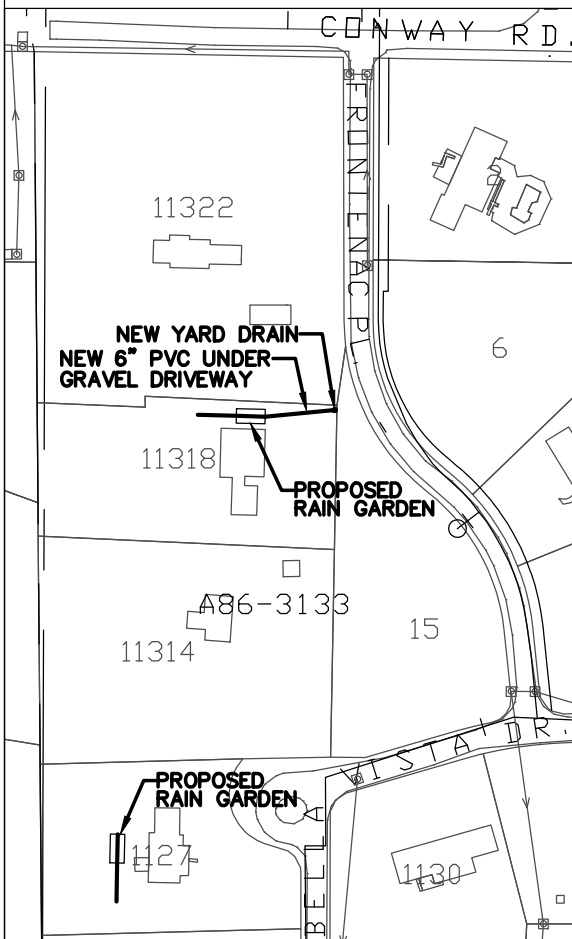 CONWAY RD.
FRONTENAC PL.
11322
NEW YARD DRAIN
NEW 6" PVC UNDER
GRAVEL DRIVEWAY
6
11318
PROPOSED
RAIN GARDEN
A86-3133
15
11314
VISTA DR.
PROPOSED
RAIN GARDEN
1127
1130
BELLA